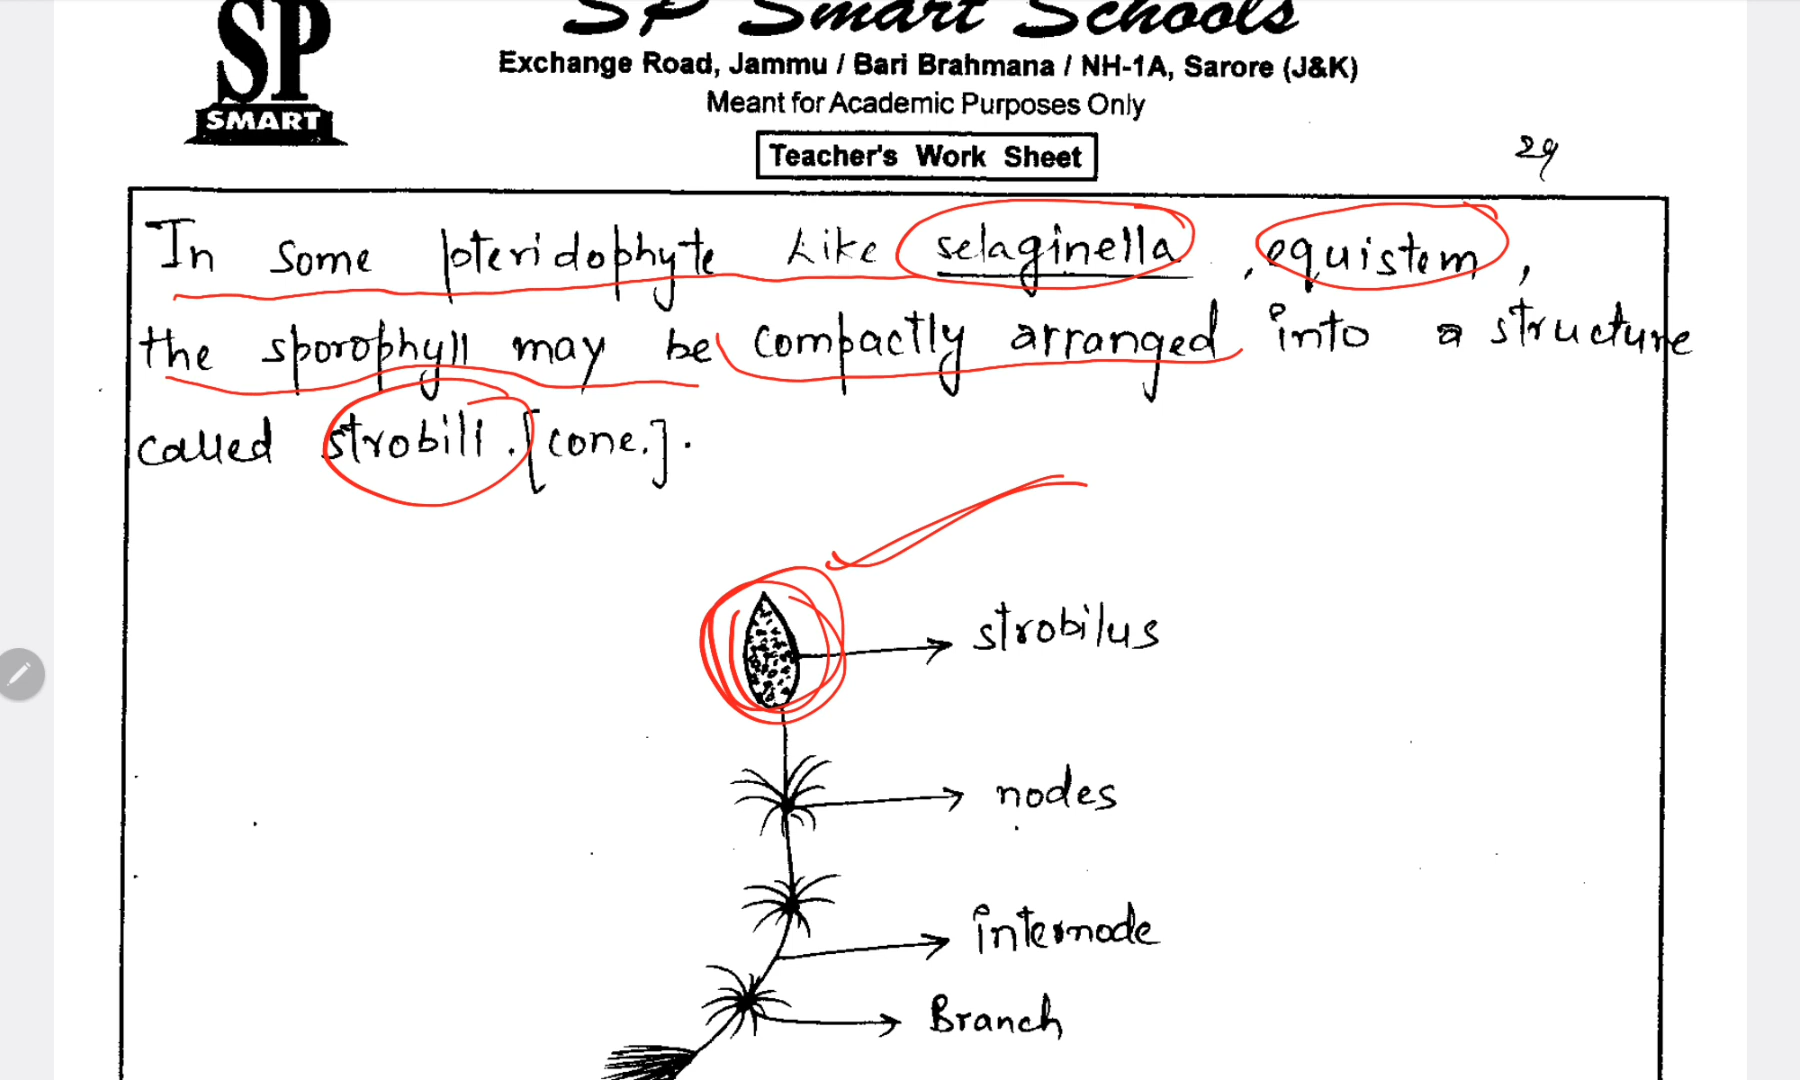 SP
SMART
SP Smart Schools
Exchange Road, Jammu / Bari Brahmana / NH-1A, Sarore (J&K)
Meant for Academic Purposes Only
Teacher's Work Sheet
29
In some pteridophyte Like selaginella, equistem,
the sporophyll may be compactly arranged into a structure
called strobili. [cone.].
strobilus
nodes
internode
Branch